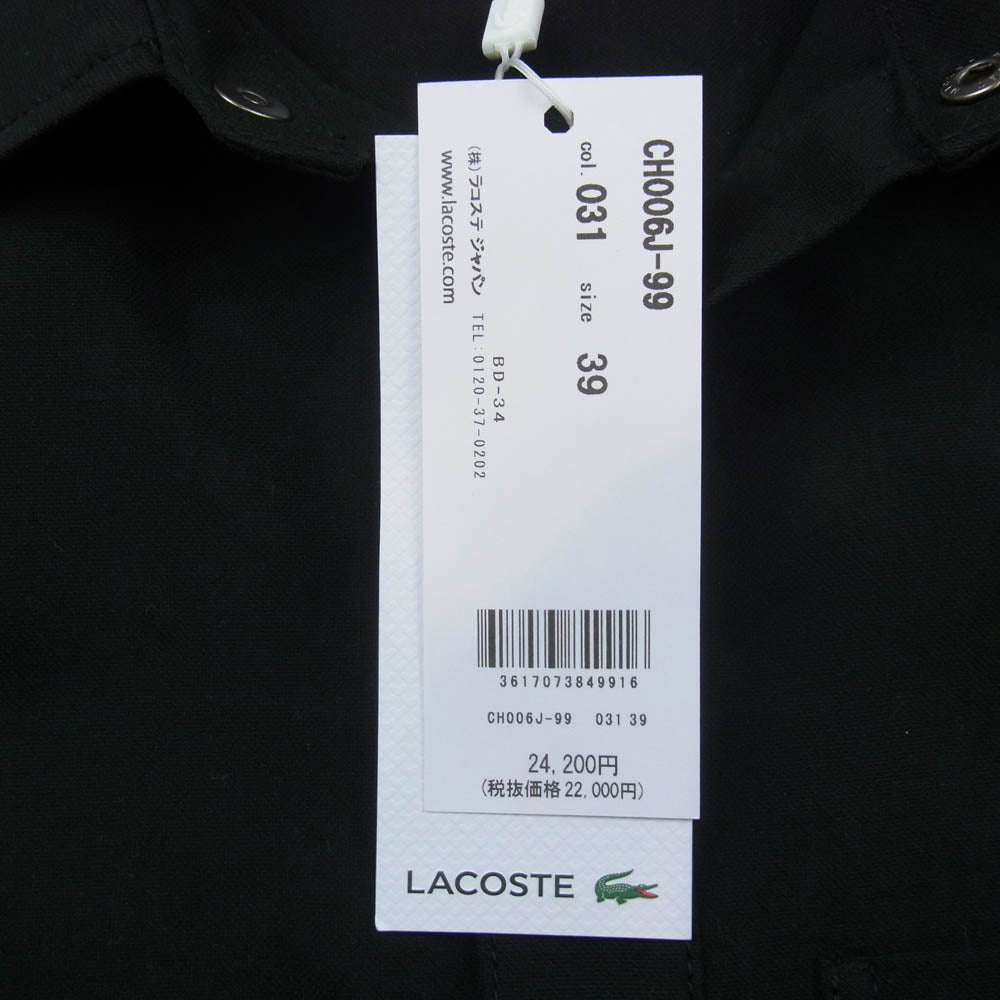 CH006J-99
col. 031 size 39
BD-34
(株)ラコステ ジャパン TEL:0120-37-0202
www.lacoste.com
3617073849916
CH006J-99 031 39
24,200円
(税抜価格22,000円)
LACOSTE